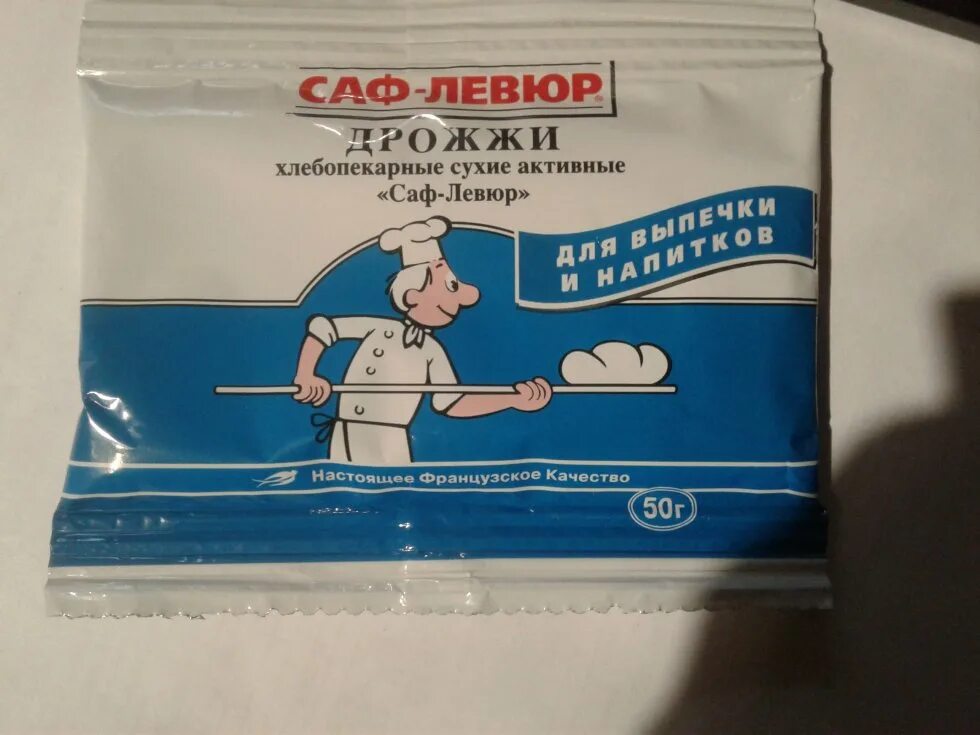 САФ-ЛЕВЮР®
ДРОЖЖИ
хлебопекарные сухие активные
«Саф-Левюр»
ДЛЯ ВЫПЕЧКИ
И НАПИТКОВ
Настоящее Французское Качество
50г